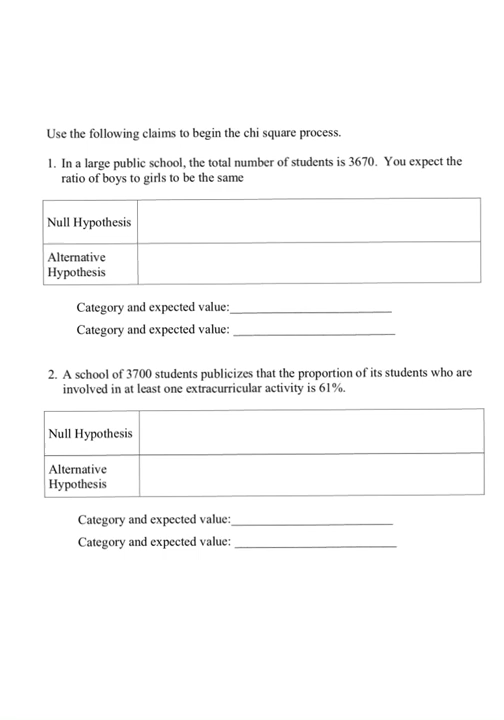 Use the following claims to begin the chi square process.
1. In a large public school, the total number of students is 3670. You expect the
ratio of boys to girls to be the same
Null Hypothesis
Alternative
Hypothesis
Category and expected value:
Category and expected value:
2. A school of 3700 students publicizes that the proportion of its students who are
involved in at least one extracurricular activity is 61%.
Null Hypothesis
Alternative
Hypothesis
Category and expected value:
Category and expected value: